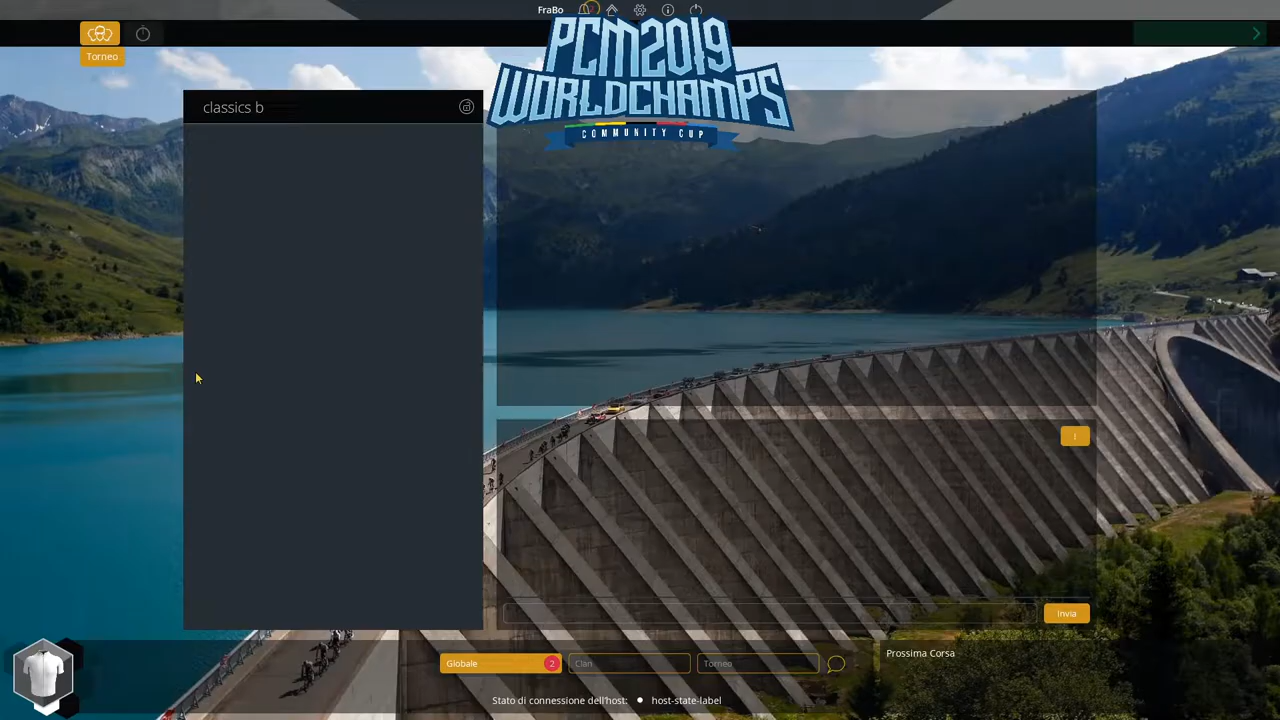 FraBo
Torneo
PCM2019
WORLDCHAMPS
COMMUNITY CUP
classics b
!
Invia
Globale 2
Clan
Torneo
Prossima Corsa
Stato di connessione dell'host: host-state-label